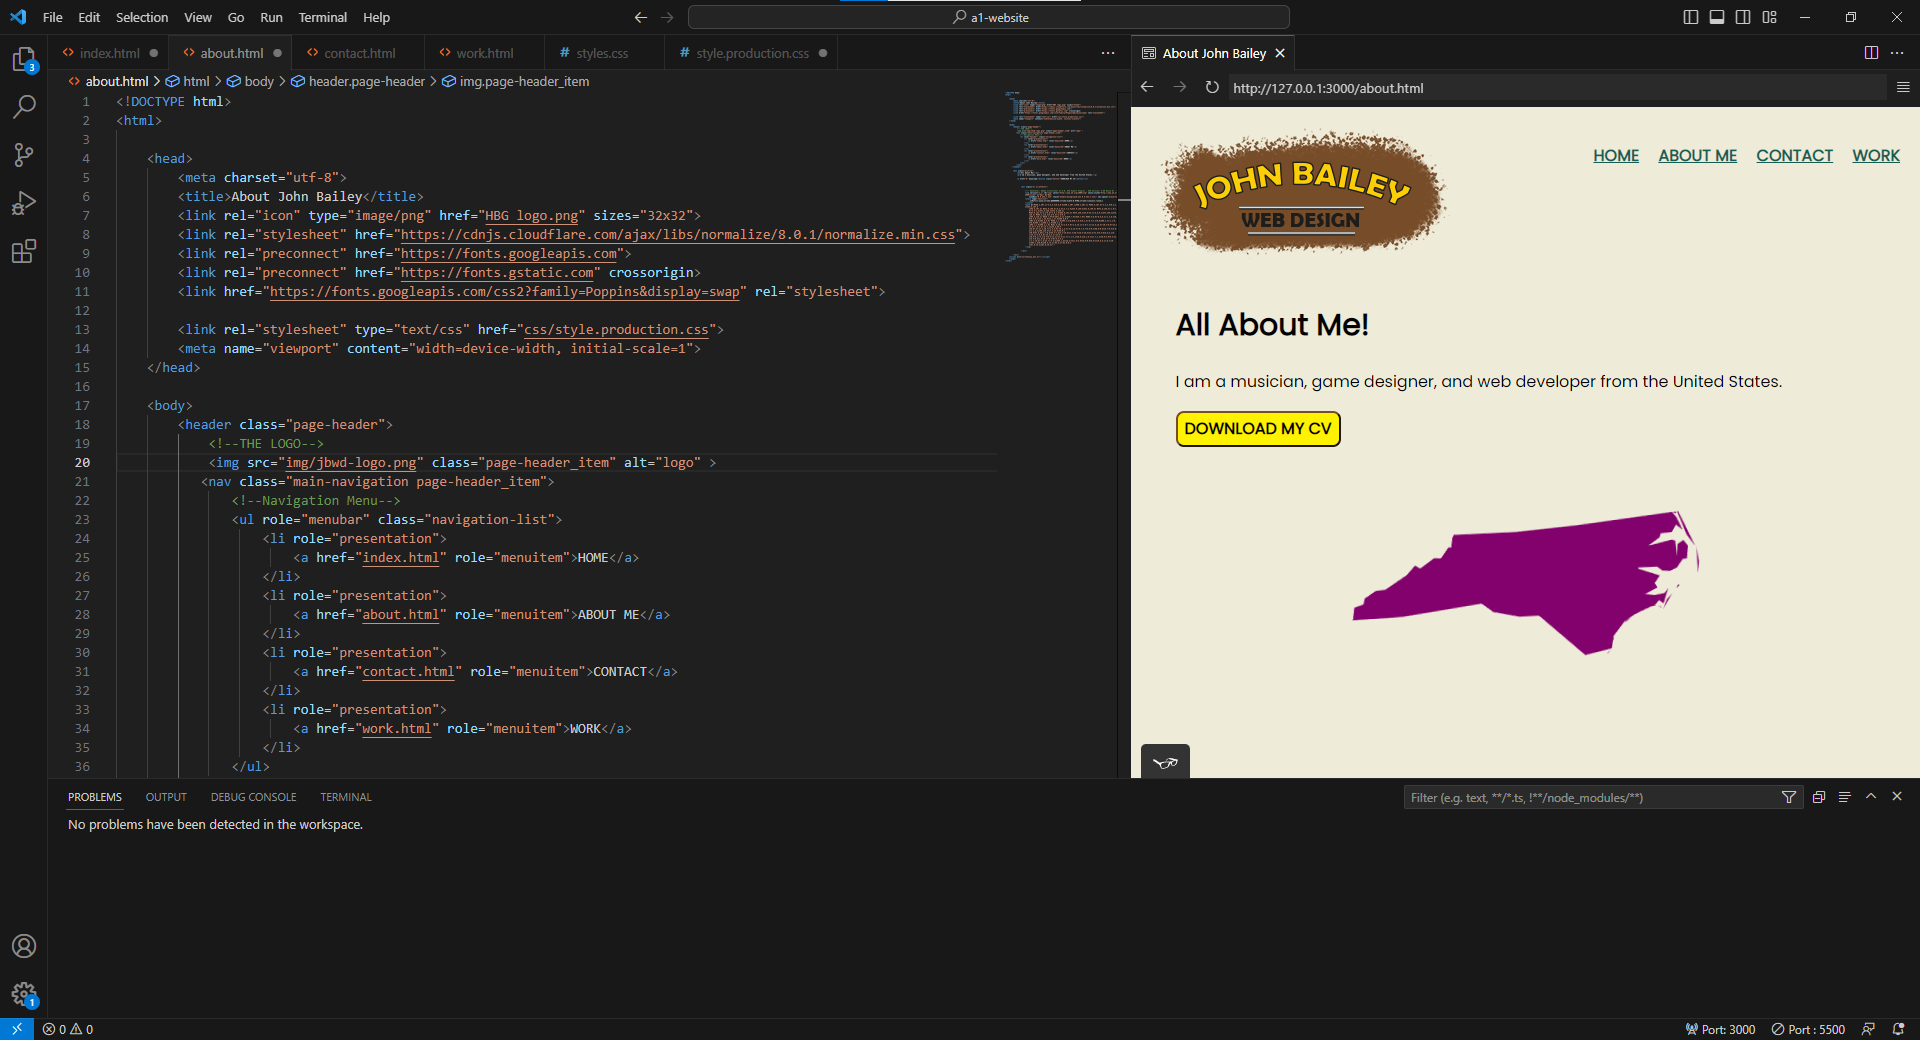 File Edit Selection View Go Run Terminal Help
a1-website
index.html about.html contact.html work.html # styles.css # style.production.css
about.html > html > body > header.page-header > img.page-header_item
1 <!DOCTYPE html>
2 <html>
3
4 <head>
5 <meta charset="utf-8">
6 <title>About John Bailey</title>
7 <link rel="icon" type="image/png" href="HBG logo.png" sizes="32x32">
8 <link rel="stylesheet" href="https://cdnjs.cloudflare.com/ajax/libs/normalize/8.0.1/normalize.min.css">
9 <link rel="preconnect" href="https://fonts.googleapis.com">
10 <link rel="preconnect" href="https://fonts.gstatic.com" crossorigin>
11 <link href="https://fonts.googleapis.com/css2?family=Poppins&display=swap" rel="stylesheet">
12
13 <link rel="stylesheet" type="text/css" href="css/style.production.css">
14 <meta name="viewport" content="width=device-width, initial-scale=1">
15 </head>
16
17 <body>
18 <header class="page-header">
19 <!--THE LOGO-->
20 <img src="img/jbwd-logo.png" class="page-header_item" alt="logo" >
21 <nav class="main-navigation page-header_item">
22 <!--Navigation Menu-->
23 <ul role="menubar" class="navigation-list">
24 <li role="presentation">
25 <a href="index.html" role="menuitem">HOME</a>
26 </li>
27 <li role="presentation">
28 <a href="about.html" role="menuitem">ABOUT ME</a>
29 </li>
30 <li role="presentation">
31 <a href="contact.html" role="menuitem">CONTACT</a>
32 </li>
33 <li role="presentation">
34 <a href="work.html" role="menuitem">WORK</a>
35 </li>
36 </ul>
About John Bailey
http://127.0.0.1:3000/about.html
JOHN BAILEY
WEB DESIGN
HOME ABOUT ME CONTACT WORK
All About Me!
I am a musician, game designer, and web developer from the United States.
DOWNLOAD MY CV
PROBLEMS OUTPUT DEBUG CONSOLE TERMINAL
Filter (e.g. text, **/*.ts, !**/node_modules/**)
No problems have been detected in the workspace.
3
1
0 0
Port: 3000 Port : 5500